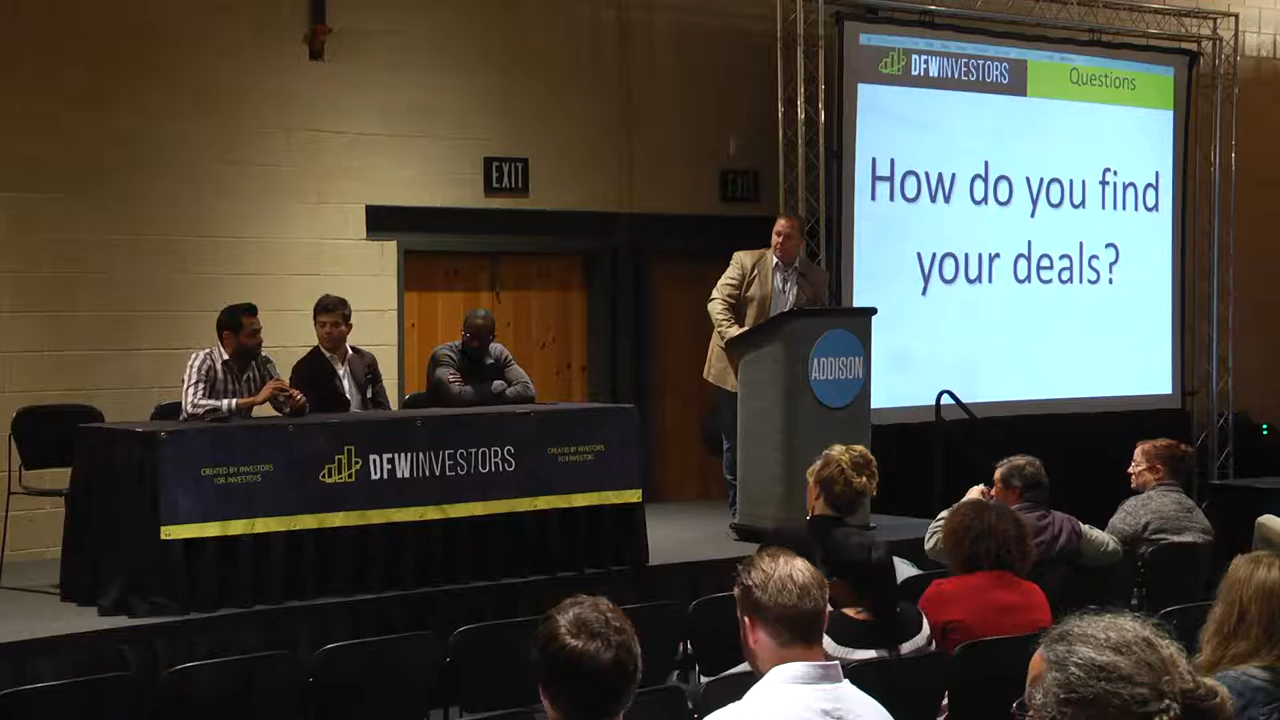 DFWINVESTORS
Questions
How do you find
your deals?
EXIT
EXIT
ADDISON
CREATED BY INVESTORS
FOR INVESTORS
DFWINVESTORS
CREATED BY INVESTORS
FOR INVESTORS